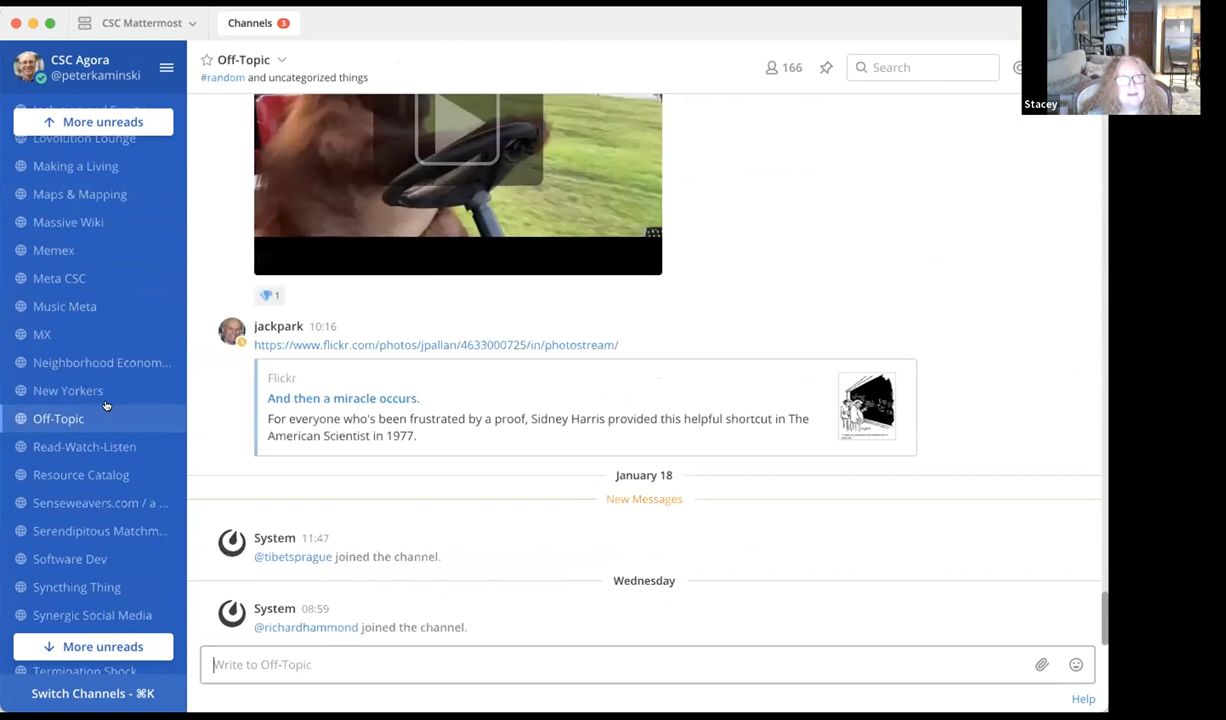 CSC Mattermost
Channels 3
CSC Agora
@peterkaminski
More unreads
Lovolution Lounge
Making a Living
Maps & Mapping
Massive Wiki
Memex
Meta CSC
Music Meta
MX
Neighborhood Econom...
New Yorkers
Off-Topic
Read-Watch-Listen
Resource Catalog
Senseweavers.com / a ...
Serendipitous Matchm...
Software Dev
Syncthing Thing
Synergic Social Media
More unreads
Termination Shock
Switch Channels - ⌘K
Off-Topic
#random and uncategorized things
166
Search
Stacey
1
jackpark 10:16
https://www.flickr.com/photos/jpallan/4633000725/in/photostream/
Flickr
And then a miracle occurs.
For everyone who's been frustrated by a proof, Sidney Harris provided this helpful shortcut in The
American Scientist in 1977.
January 18
New Messages
System 11:47
@tibetsprague joined the channel.
Wednesday
System 08:59
@richardhammond joined the channel.
Write to Off-Topic
Help